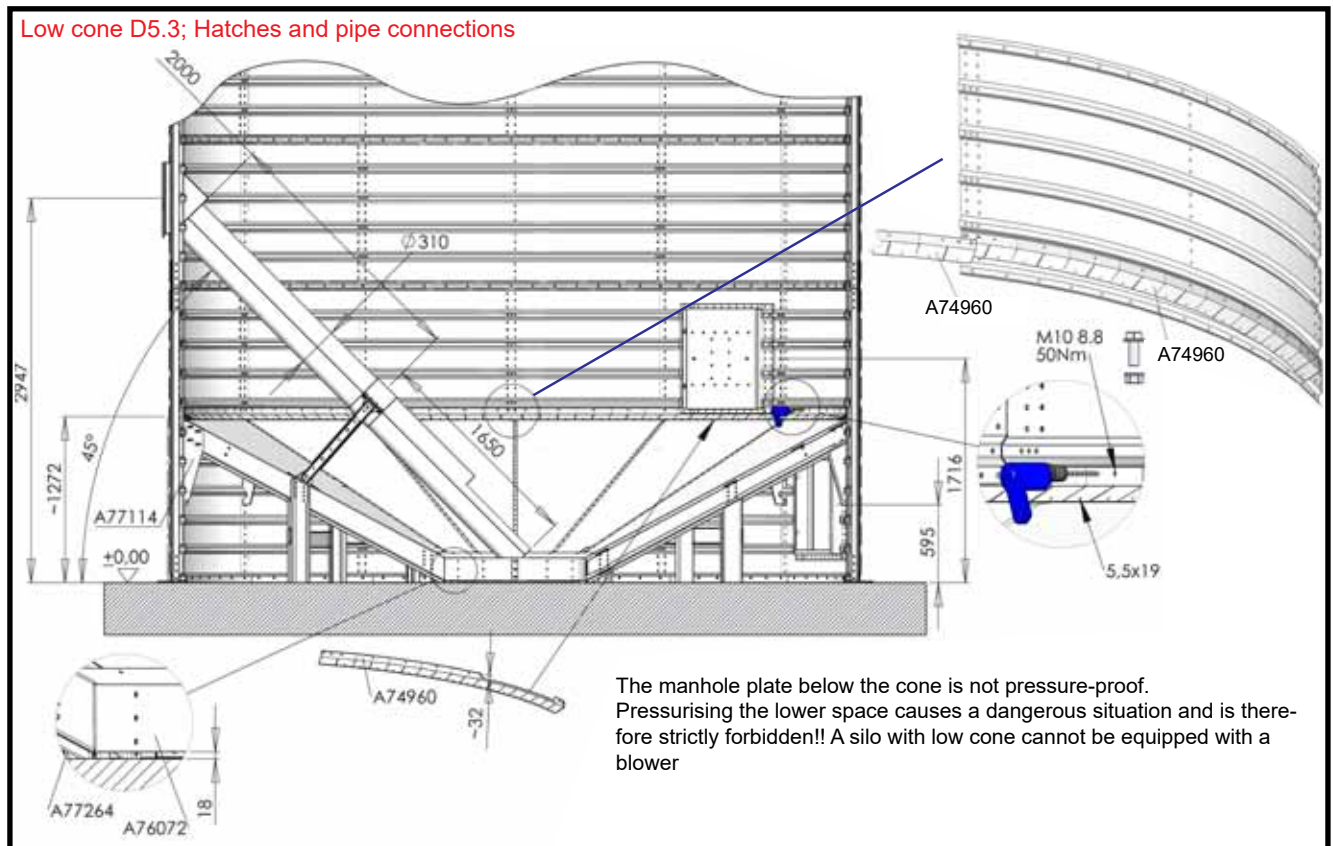 Low cone D5.3; Hatches and pipe connections
2000
Ø310
2947
A74960
M10 8.8
50Nm
A74960
1650
~1272
45°
1716
A77114
595
±0,00
5,5x19
A74960
~32
The manhole plate below the cone is not pressure-proof.
Pressurising the lower space causes a dangerous situation and is there-
fore strictly forbidden!! A silo with low cone cannot be equipped with a
blower
18
A77264
A76072